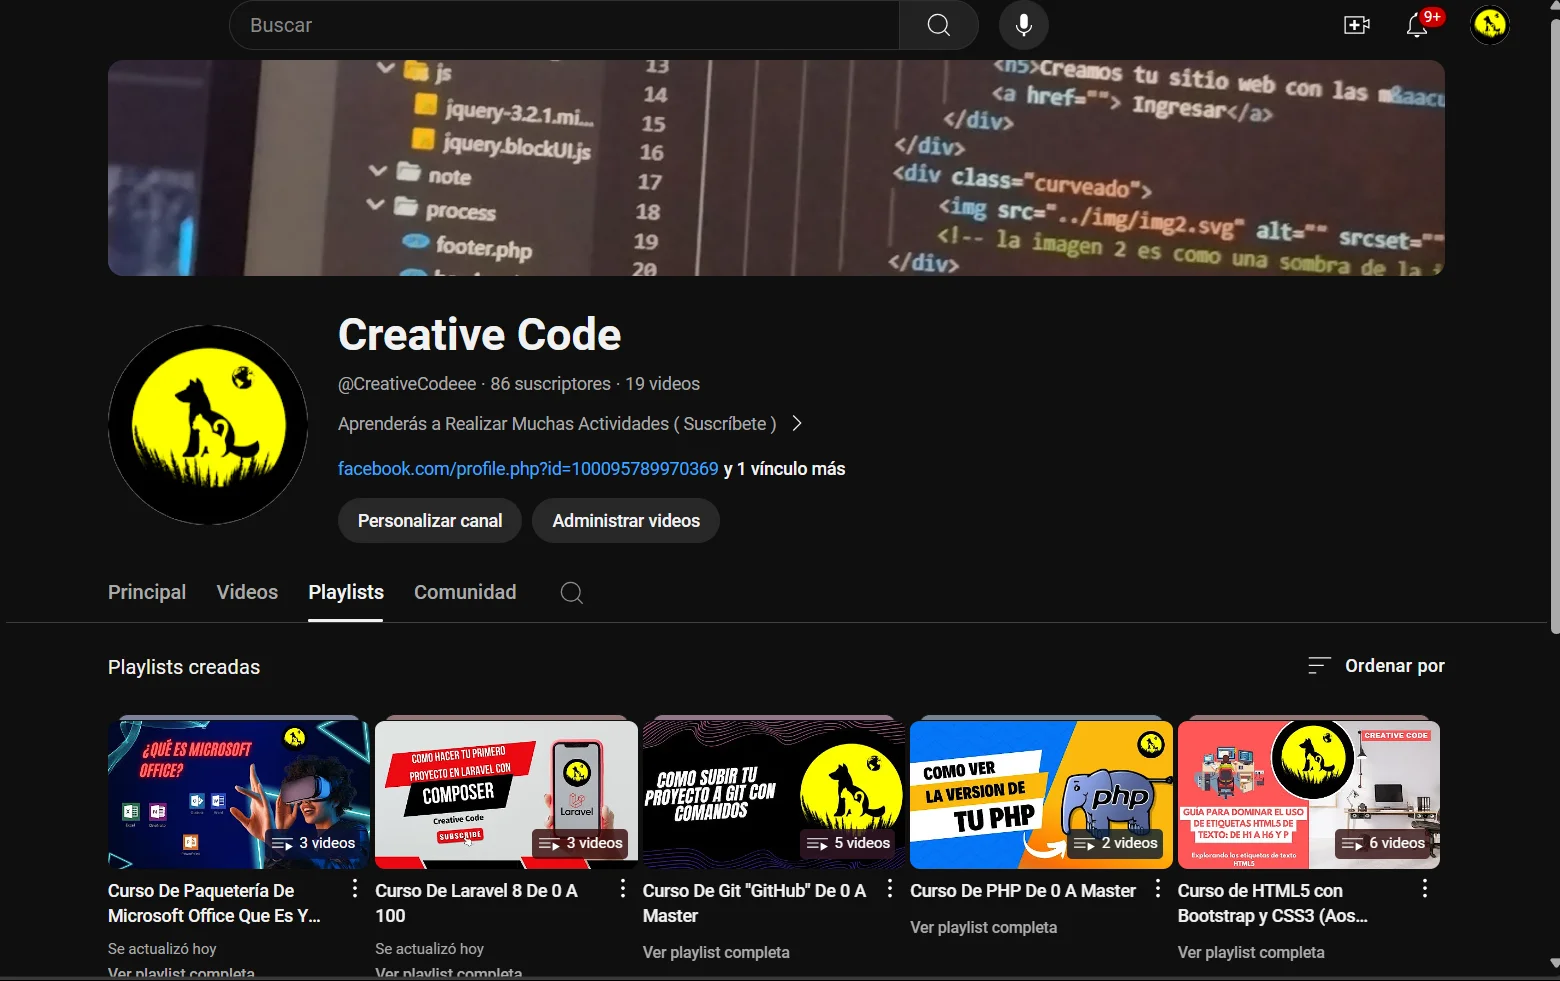 Buscar
9+
js
jquery-3.2.1.mi...
jquery.blockUI.js
note
process
footer.php
13
14
15
16
17
18
19
20
<h5>Creamos tu sitio web con las m&aacu
<a href=""> Ingresar</a>
</div>
</div>
<div class="curveado">
<img src="../img/img2.svg" alt="" srcset=""
<!-- la imagen 2 es como una sombra de la i
</div>
Creative Code
@CreativeCodeee · 86 suscriptores · 19 videos
Aprenderás a Realizar Muchas Actividades ( Suscríbete )
facebook.com/profile.php?id=100095789970369 y 1 vínculo más
Personalizar canal
Administrar videos
Principal
Videos
Playlists
Comunidad
Playlists creadas
Ordenar por
¿QUÉ ES MICROSOFT
OFFICE?
3 videos
COMO HACER TU PRIMERO
PROYECTO EN LARAVEL CON
COMPOSER
Creative Code
SUBSCRIBE
Laravel
3 videos
COMO SUBIR TU
PROYECTO A GIT CON
COMANDOS
5 videos
COMO VER
LA VERSION DE
TU PHP
php
2 videos
CREATIVE CODE
GUÍA PARA DOMINAR EL USO
DE ETIQUETAS HTML5 DE
TEXTO: DE H1 A H6 Y P
Explorando las etiquetas de texto
HTML5
6 videos
Curso De Paquetería De
Microsoft Office Que Es Y...
Se actualizó hoy
Ver playlist completa
Curso De Laravel 8 De 0 A
100
Se actualizó hoy
Ver playlist completa
Curso De Git "GitHub" De 0 A
Master
Ver playlist completa
Curso De PHP De 0 A Master
Ver playlist completa
Curso de HTML5 con
Bootstrap y CSS3 (Aos...
Ver playlist completa